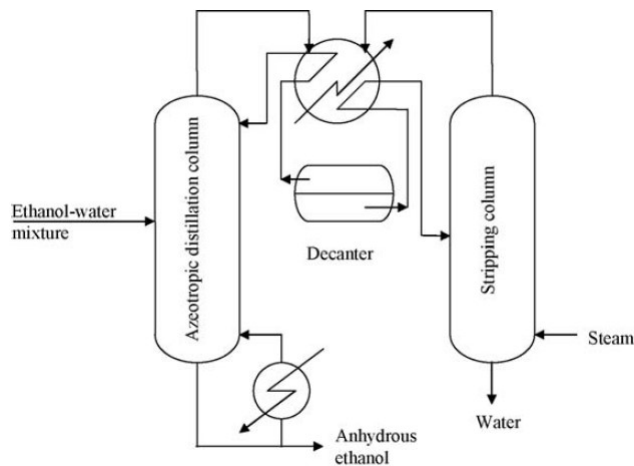 Azeotropic distillation column
Ethanol-water
mixture
Decanter
Stripping column
Steam
Water
Anhydrous
ethanol